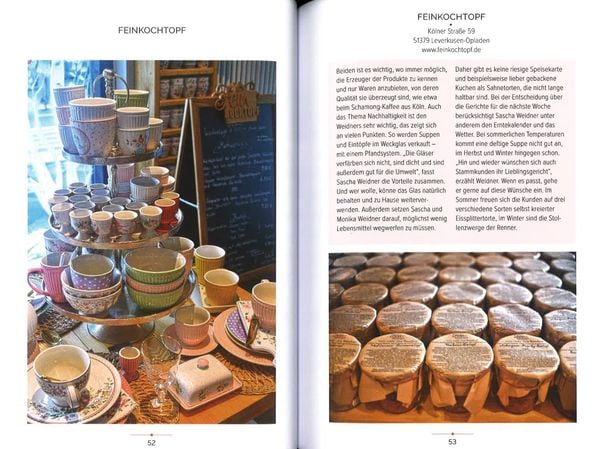 FEINKOCHTOPF
52
FEINKOCHTOPF
Kölner Straße 59
51379 Leverkusen-Opladen
www.feinkochtopf.de
Beiden ist es wichtig, wo immer möglich,
die Erzeuger der Produkte zu kennen
und nur Waren anzubieten, von deren
Qualität sie überzeugt sind, wie etwa
beim Schamong-Kaffee aus Köln. Auch
das Thema Nachhaltigkeit ist den
Weidners sehr wichtig, das zeigt sich
an vielen Punkten. So werden Suppen
und Eintöpfe im Weckglas verkauft –
mit einem Pfandsystem. „Die Gläser
verfärben sich nicht, sind dicht und sind
außerdem gut für die Umwelt", fasst
Sascha Weidner die Vorteile zusammen.
Und wer wolle, könne das Glas natürlich
behalten und zu Hause weiterver-
wenden. Außerdem setzen Sascha und
Monika Weidner darauf, möglichst wenig
Lebensmittel wegwerfen zu müssen.
Daher gibt es keine riesige Speisekarte
und beispielsweise lieber gebackene
Kuchen als Sahnetorten, die nicht lange
haltbar sind. Bei der Entscheidung über
die Gerichte für die nächste Woche
berücksichtigt Sascha Weidner unter
anderem den Erntekalender und das
Wetter. Bei sommerlichen Temperaturen
kommt eine deftige Suppe nicht gut an,
im Herbst und Winter hingegen schon.
„Hin und wieder wünschen sich auch
Stammkunden ihr Lieblingsgericht",
erzählt Weidner. Wenn es passt, gehe
er gerne auf diese Wünsche ein. Im
Sommer freuen sich die Kunden auf drei
verschiedene Sorten selbst kreierter
Eissplittertorte, im Winter sind die Stol-
lenzwerge der Renner.
53